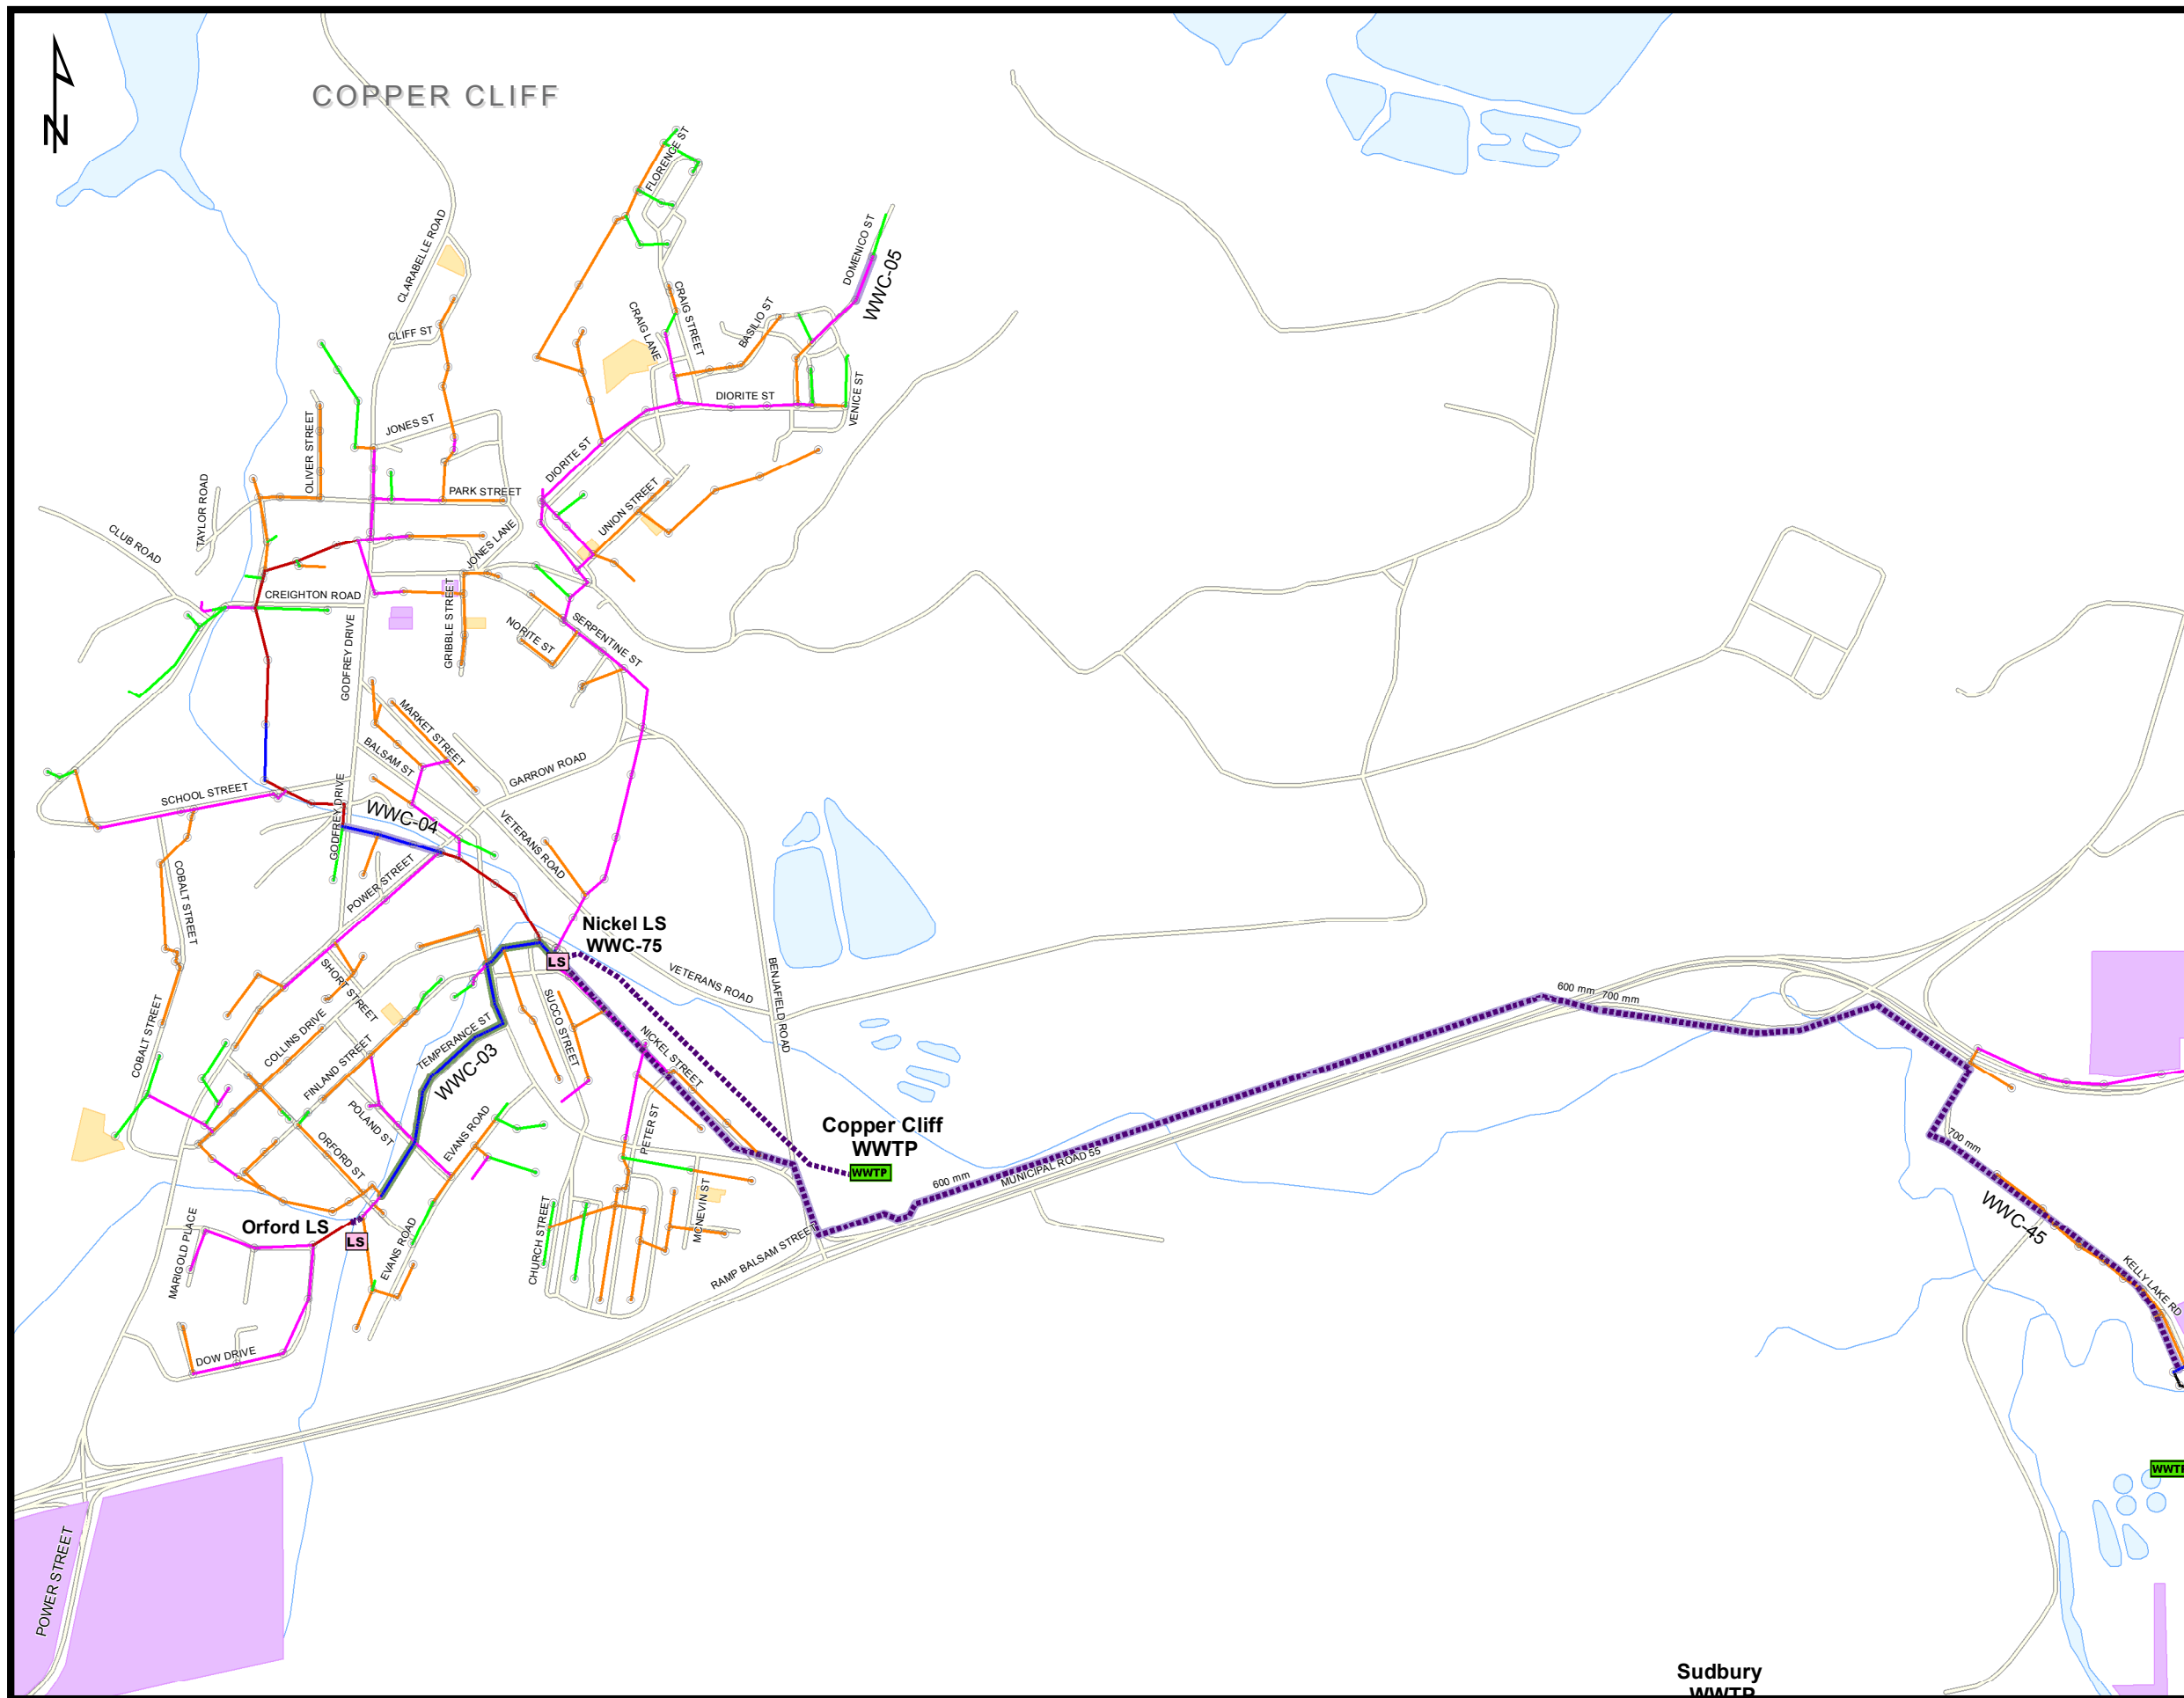 N
COPPER CLIFF
FLORENCE ST
CLARABELLE ROAD
DOMENICO ST
WWC-05
CRAIG STREET
CRAIG LANE
BASILIO ST
CLIFF ST
DIORITE ST
VENICE ST
JONES ST
OLIVER STREET
DIORITE ST
PARK STREET
UNION STREET
TAYLOR ROAD
CLUB ROAD
JONES LANE
CREIGHTON ROAD
GRIBBLE STREET
NORITE ST
SERPENTINE ST
GODFREY DRIVE
MARKET STREET
BALSAM ST
GARROW ROAD
SCHOOL STREET
GODFREY DRIVE
WWC-04
VETERANS ROAD
COBALT STREET
POWER STREET
Nickel LS
WWC-75
LS
VETERANS ROAD
BENJAFIELD ROAD
600 mm
700 mm
SHORT STREET
SUCCO STREET
COLLINS DRIVE
TEMPERANCE ST
NICKEL STREET
COBALT STREET
FINLAND STREET
WWC-03
POLAND ST
EVANS ROAD
PETER ST
Copper Cliff
WWTP
WWTP
ORFORD ST
700 mm
MUNICIPAL ROAD 55
600 mm
WWC-45
MCNEVIN ST
CHURCH STREET
Orford LS
LS
MARIGOLD PLACE
EVANS ROAD
RAMP BALSAM STREET
KELLY LAKE RD
DOW DRIVE
WWTP
POWER STREET
Sudbury
WWTP